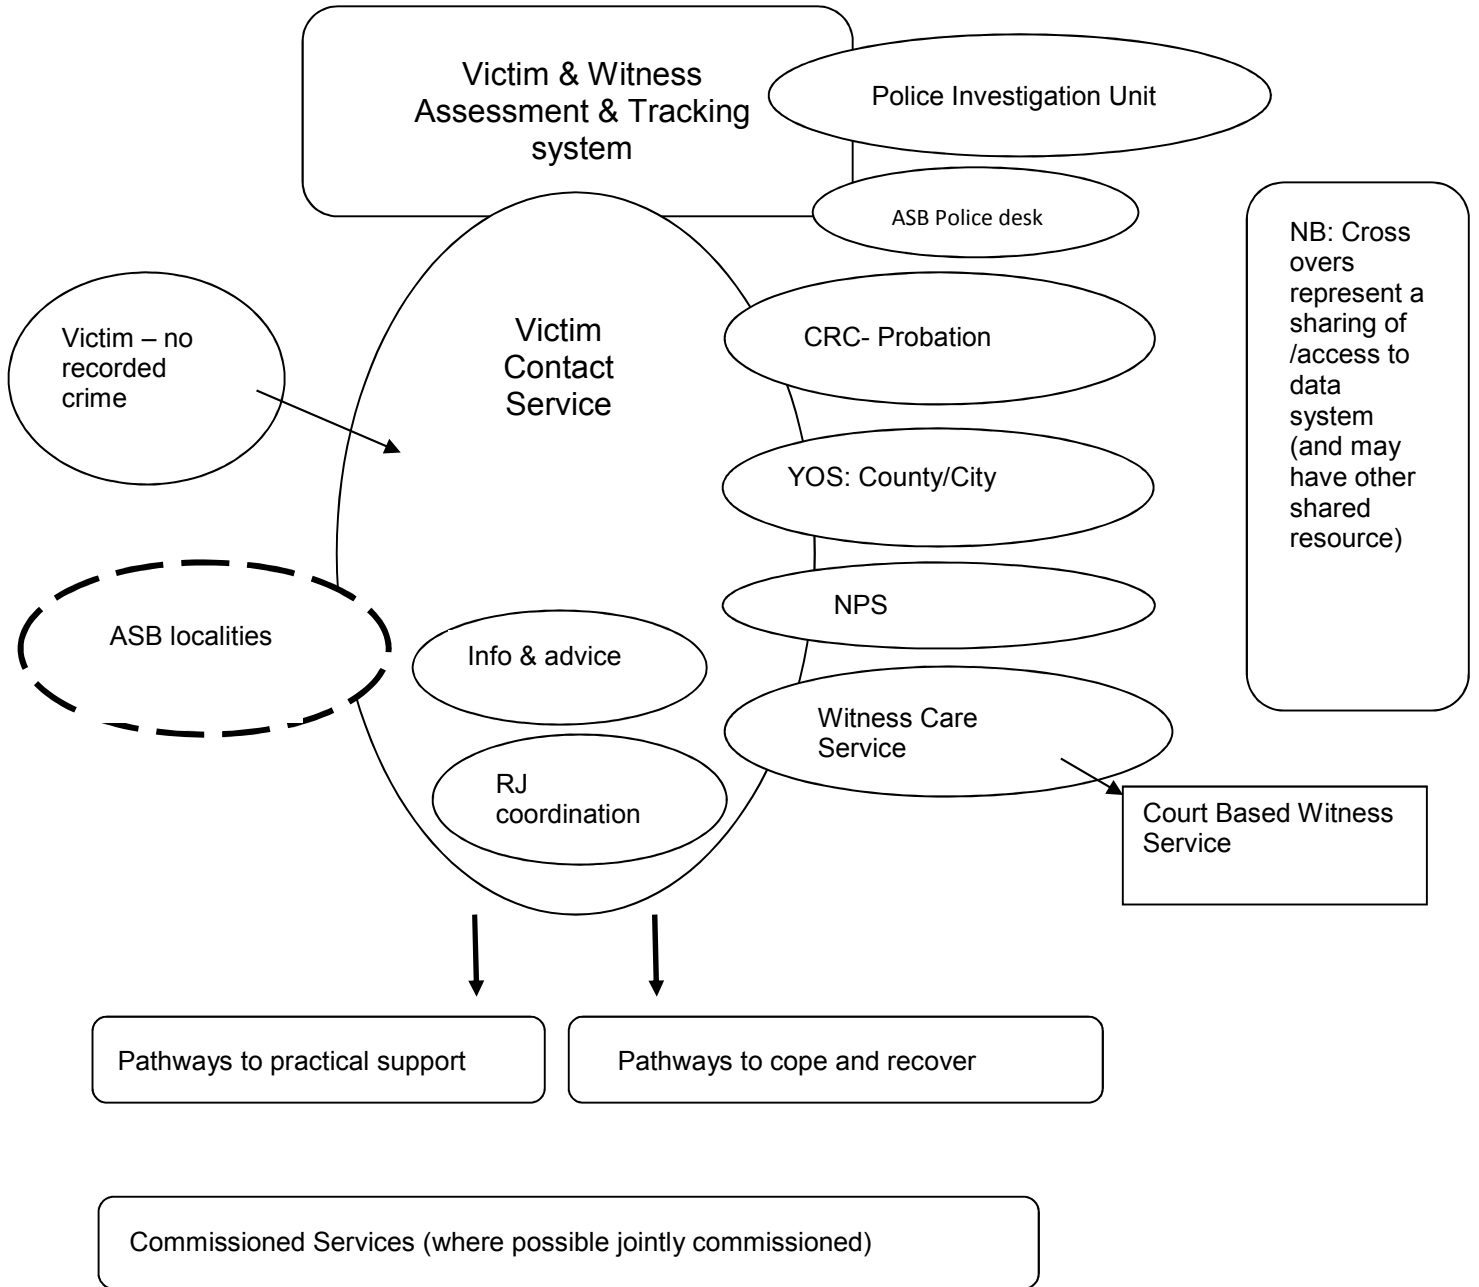 Victim & Witness
Assessment & Tracking
system
Police Investigation Unit
ASB Police desk
NB: Cross
overs
represent a
sharing of
/access to
data
system
(and may
have other
shared
resource)
Victim – no
recorded
crime
Victim
Contact
Service
CRC- Probation
YOS: County/City
NPS
ASB localities
Info & advice
Witness Care
Service
RJ
coordination
Court Based Witness
Service
Pathways to practical support
Pathways to cope and recover
Commissioned Services (where possible jointly commissioned)